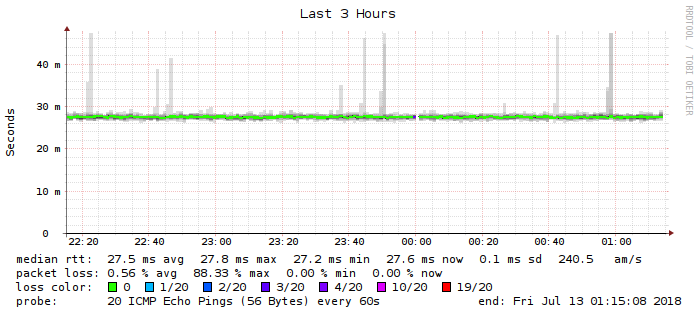 Last 3 Hours
RRDTOOL / TOBI OETIKER
Seconds
40 m
30 m
20 m
10 m
0
22:20 22:40 23:00 23:20 23:40 00:00 00:20 00:40 01:00
median rtt: 27.5 ms avg 27.8 ms max 27.2 ms min 27.6 ms now 0.1 ms sd 240.5 am/s
packet loss: 0.56 % avg 88.33 % max 0.00 % min 0.00 % now
loss color: 0 1/20 2/20 3/20 4/20 10/20 19/20
probe: 20 ICMP Echo Pings (56 Bytes) every 60s end: Fri Jul 13 01:15:08 2018